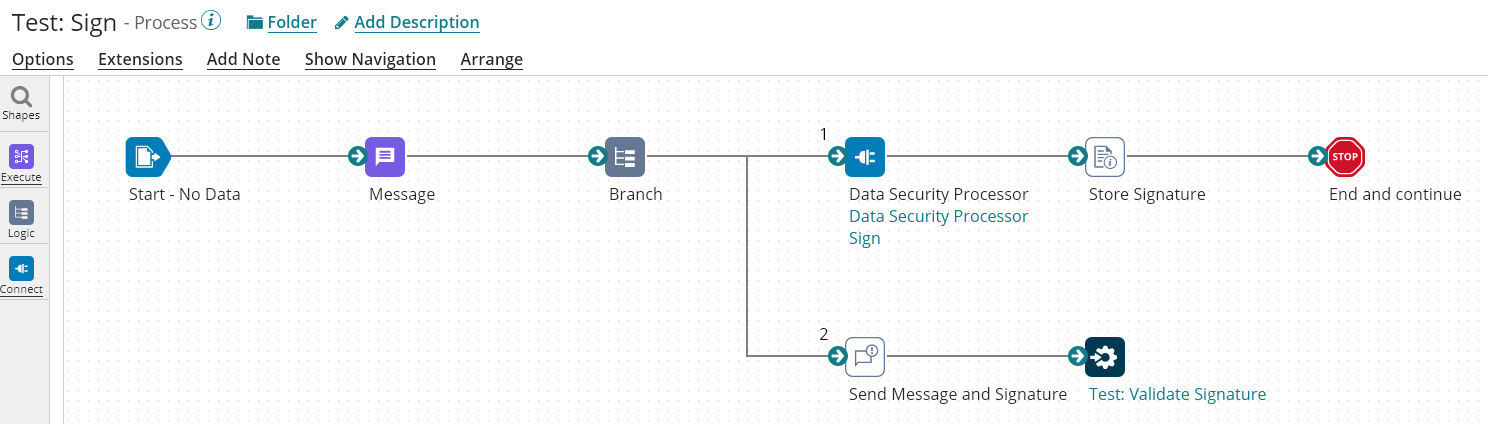 Test: Sign - Process i Folder Add Description
Options Extensions Add Note Show Navigation Arrange
Shapes
Execute
Logic
Connect
Start - No Data
Message
Branch
1
Data Security Processor
Data Security Processor
Sign
Store Signature
STOP
End and continue
2
Send Message and Signature
Test: Validate Signature